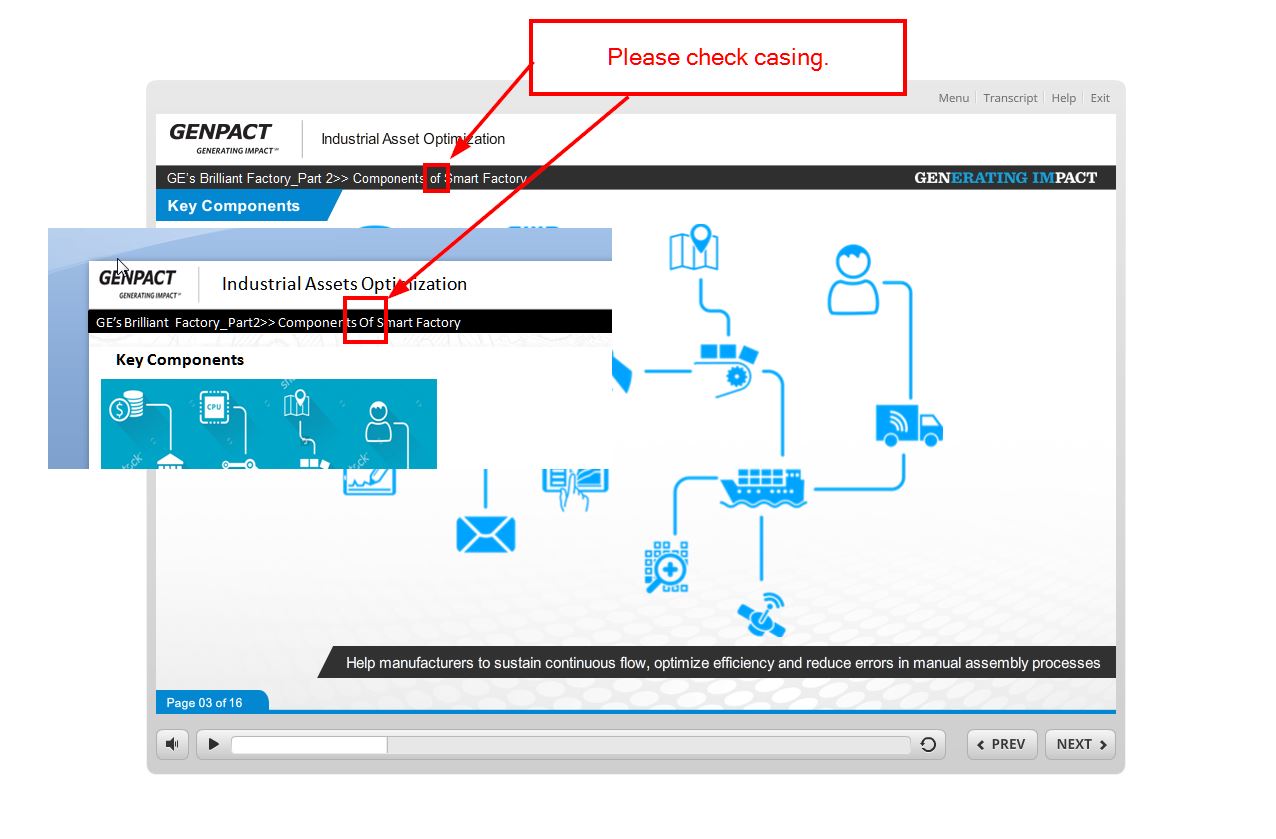 Please check casing.
Menu Transcript Help Exit
GENPACT
GENERATING IMPACT℠
Industrial Asset Optimization
GE's Brilliant Factory_Part 2>> Components of Smart Factory
GENERATING IMPACT
Key Components
GENPACT
GENERATING IMPACT℠
Industrial Assets Optimization
GE's Brilliant Factory_Part2>> Components Of Smart Factory
Key Components
CPU
Help manufacturers to sustain continuous flow, optimize efficiency and reduce errors in manual assembly processes
Page 03 of 16
PREV
NEXT